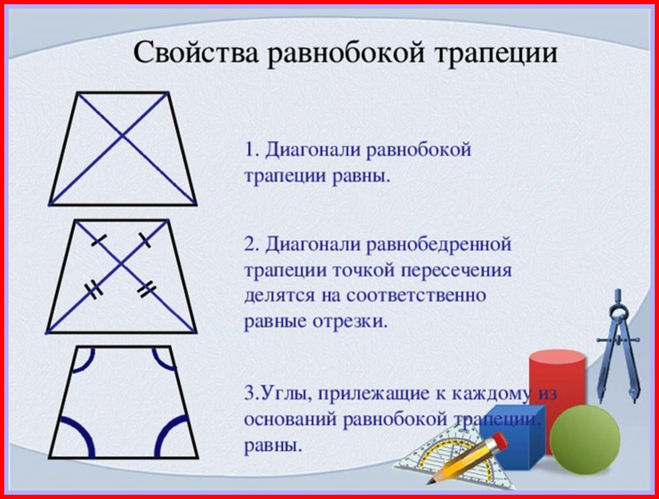 Свойства равнобокой трапеции
1. Диагонали равнобокой
трапеции равны.
2. Диагонали равнобедренной
трапеции точкой пересечения
делятся на соответственно
равные отрезки.
3.Углы, прилежащие к каждому из
оснований равнобокой трапеции,
равны.